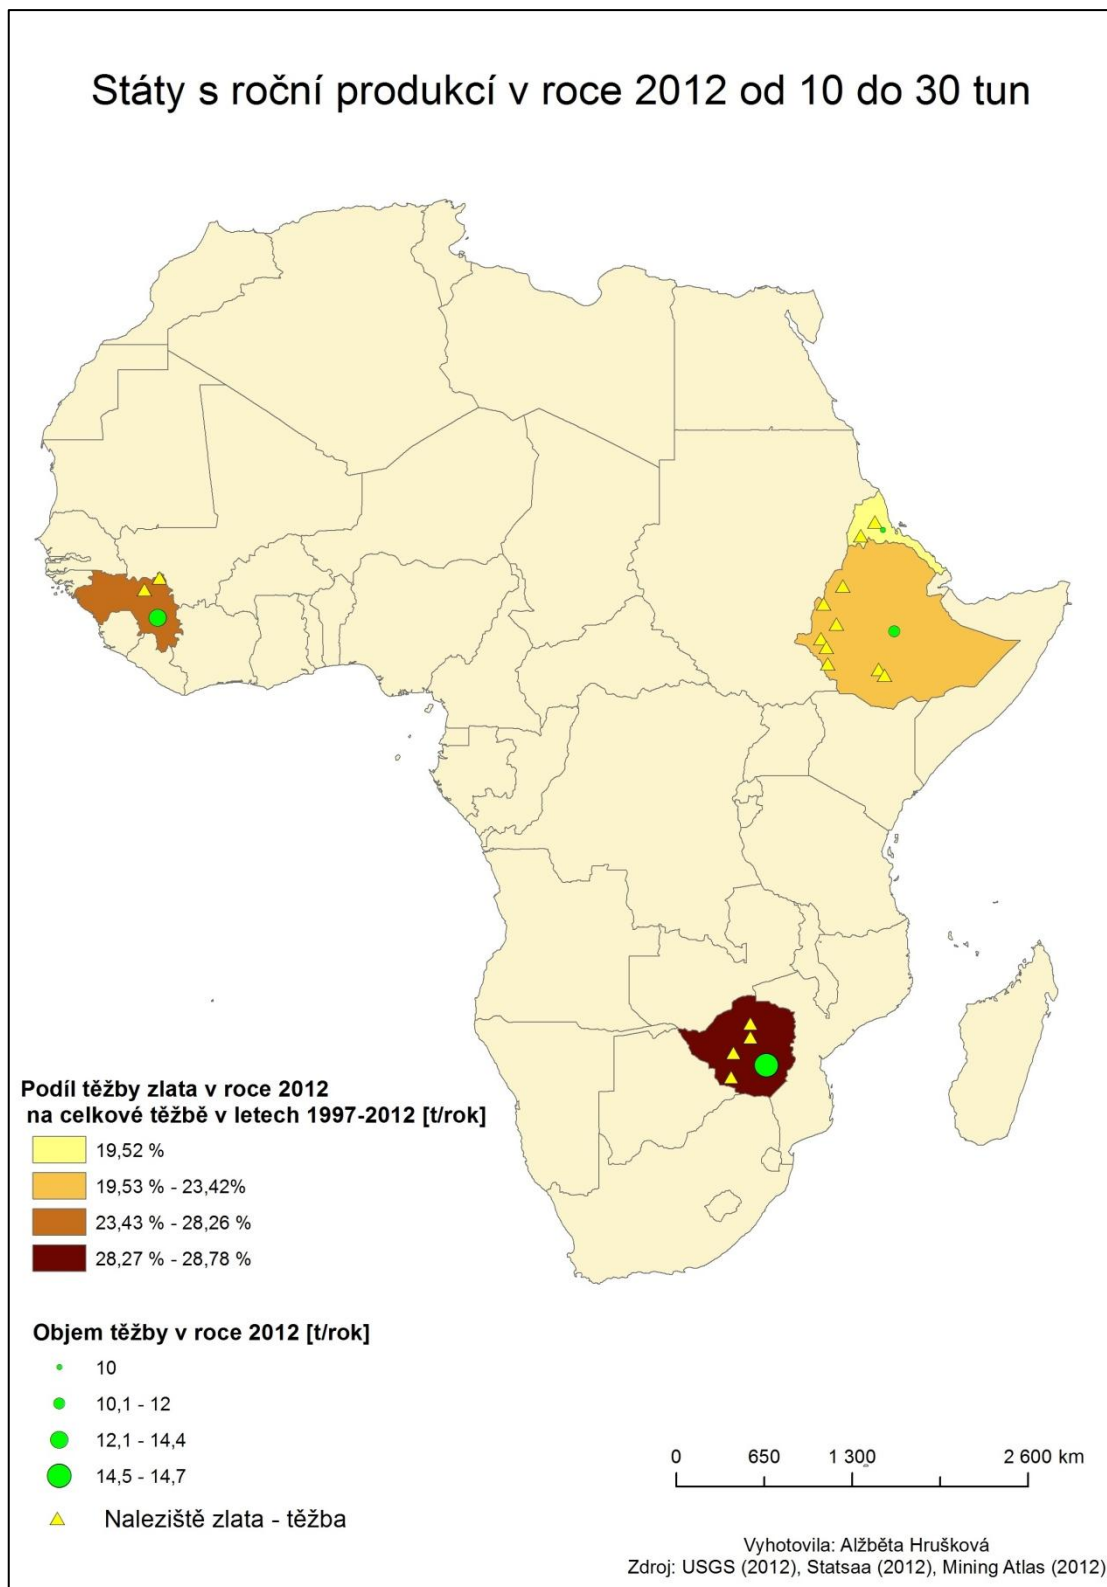 Státy s roční produkcí v roce 2012 od 10 do 30 tun
Podíl těžby zlata v roce 2012
na celkové těžbě v letech 1997-2012 [t/rok]
19,52 %
19,53 % - 23,42%
23,43 % - 28,26 %
28,27 % - 28,78 %
Objem těžby v roce 2012 [t/rok]
10
10,1 - 12
12,1 - 14,4
14,5 - 14,7
Naleziště zlata - těžba
0 650 1 300 2 600 km
Vyhotovila: Alžběta Hrušková
Zdroj: USGS (2012), Statsaa (2012), Mining Atlas (2012)